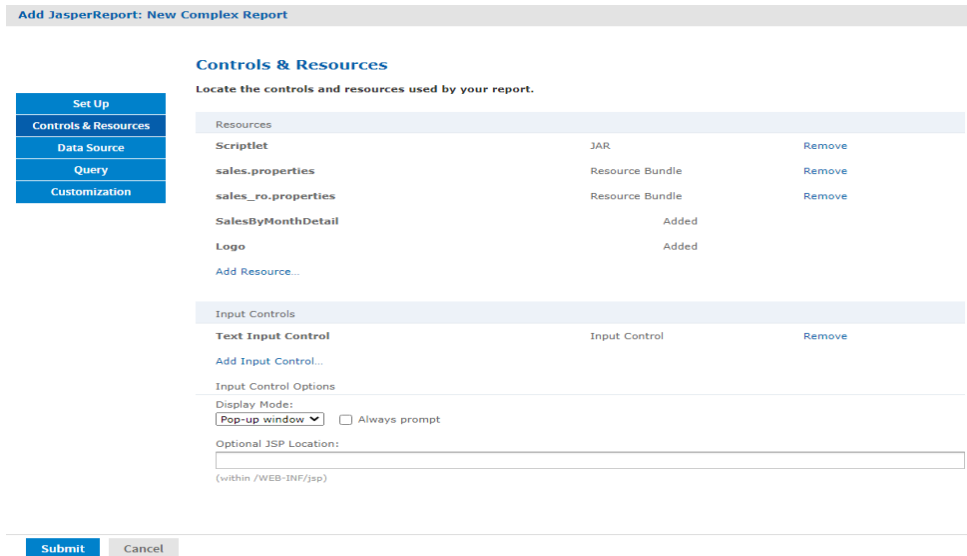 Add JasperReport: New Complex Report
Controls & Resources
Locate the controls and resources used by your report.
Set Up
Controls & Resources
Data Source
Query
Customization
Resources
Scriptlet JAR Remove
sales.properties Resource Bundle Remove
sales_ro.properties Resource Bundle Remove
SalesByMonthDetail Added
Logo Added
Add Resource...
Input Controls
Text Input Control Input Control Remove
Add Input Control...
Input Control Options
Display Mode:
Pop-up window Always prompt
Optional JSP Location:
(within /WEB-INF/jsp)
Submit Cancel